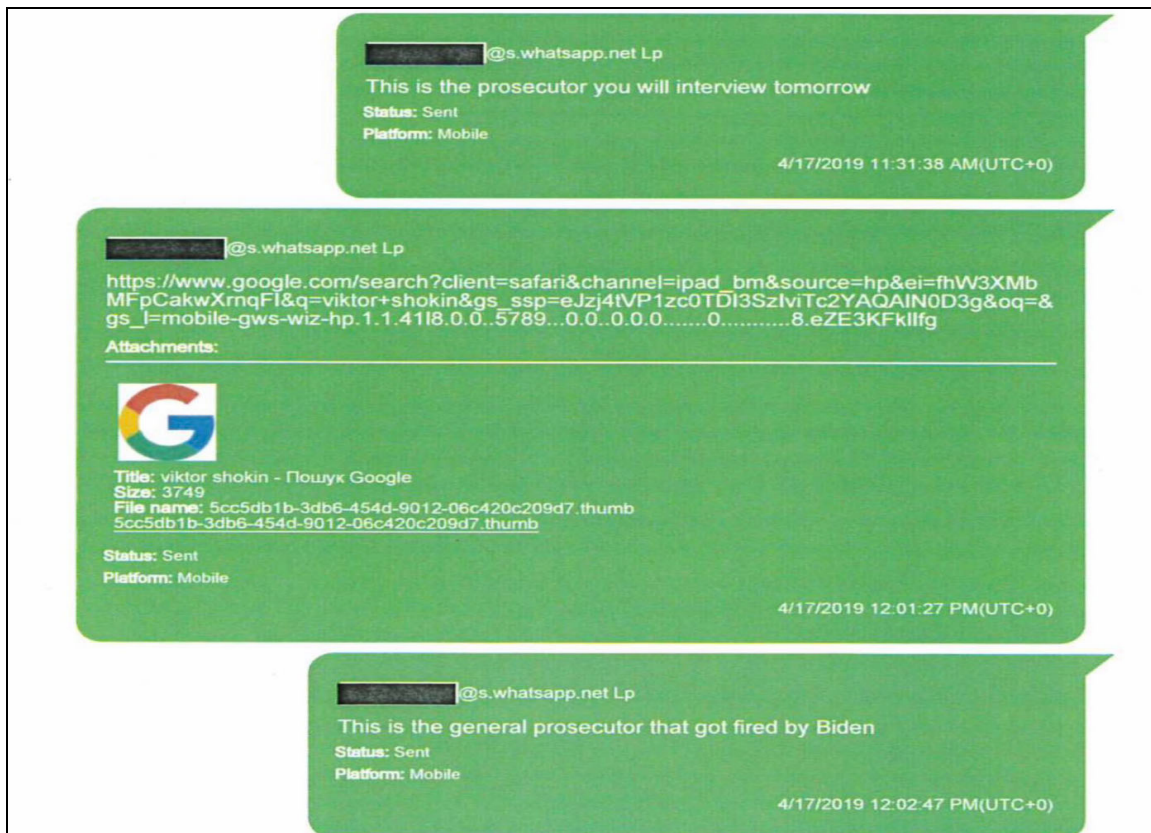 @s.whatsapp.net Lp
This is the prosecutor you will interview tomorrow
Status: Sent
Platform: Mobile
4/17/2019 11:31:38 AM(UTC+0)
@s.whatsapp.net Lp
https://www.google.com/search?client=safari&channel=ipad_bm&source=hp&ei=fhW3XMb
MFpCakwXrnqFI&q=viktor+shokin&gs_ssp=eJzj4tVP1zc0TDI3SzIviTc2YAQAIN0D3g&oq=&
gs_l=mobile-gws-wiz-hp.1.1.41l8.0.0..5789...0.0..0.0.0.......0...........8.eZE3KFklIfg
Attachments:
Title: viktor shokin - Пошук Google
Size: 3749
File name: 5cc5db1b-3db6-454d-9012-06c420c209d7.thumb
5cc5db1b-3db6-454d-9012-06c420c209d7.thumb
Status: Sent
Platform: Mobile
4/17/2019 12:01:27 PM(UTC+0)
@s.whatsapp.net Lp
This is the general prosecutor that got fired by Biden
Status: Sent
Platform: Mobile
4/17/2019 12:02:47 PM(UTC+0)